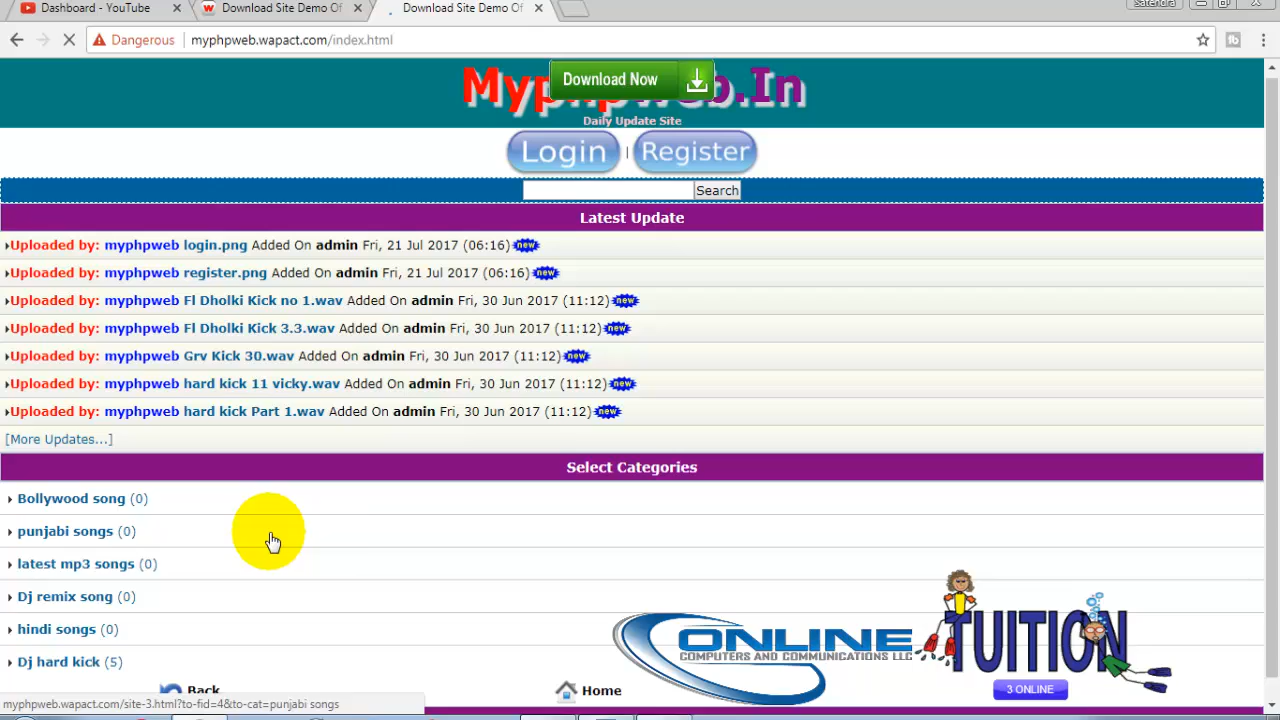 Dashboard - YouTube
Download Site Demo Of
Download Site Demo Of
Satendra
Dangerous
myphpweb.wapact.com/index.html
Download Now
Daily Update Site
Login | Register
Search
Latest Update
Uploaded by: myphpweb login.png Added On admin Fri, 21 Jul 2017 (06:16) new
Uploaded by: myphpweb register.png Added On admin Fri, 21 Jul 2017 (06:16) new
Uploaded by: myphpweb Fl Dholki Kick no 1.wav Added On admin Fri, 30 Jun 2017 (11:12) new
Uploaded by: myphpweb Fl Dholki Kick 3.3.wav Added On admin Fri, 30 Jun 2017 (11:12) new
Uploaded by: myphpweb Grv Kick 30.wav Added On admin Fri, 30 Jun 2017 (11:12) new
Uploaded by: myphpweb hard kick 11 vicky.wav Added On admin Fri, 30 Jun 2017 (11:12) new
Uploaded by: myphpweb hard kick Part 1.wav Added On admin Fri, 30 Jun 2017 (11:12) new
[More Updates...]
Select Categories
Bollywood song (0)
punjabi songs (0)
latest mp3 songs (0)
Dj remix song (0)
hindi songs (0)
Dj hard kick (5)
ONLINE
COMPUTERS AND COMMUNICATIONS LLC
TUITION
Back
Home
3 ONLINE
myphpweb.wapact.com/site-3.html?to-fid=4&to-cat=punjabi songs